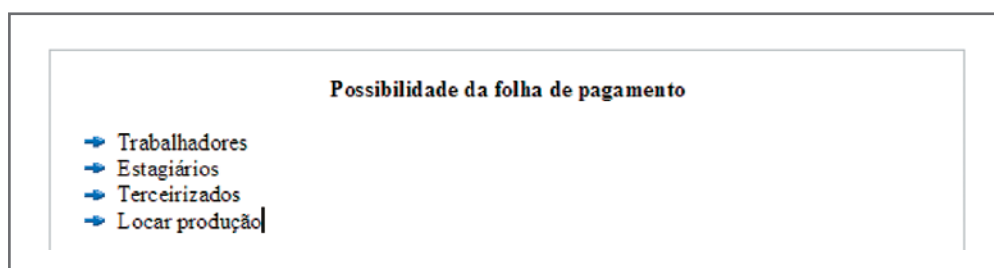 Possibilidade da folha de pagamento
Trabalhadores
Estagiários
Terceirizados
Locar produção